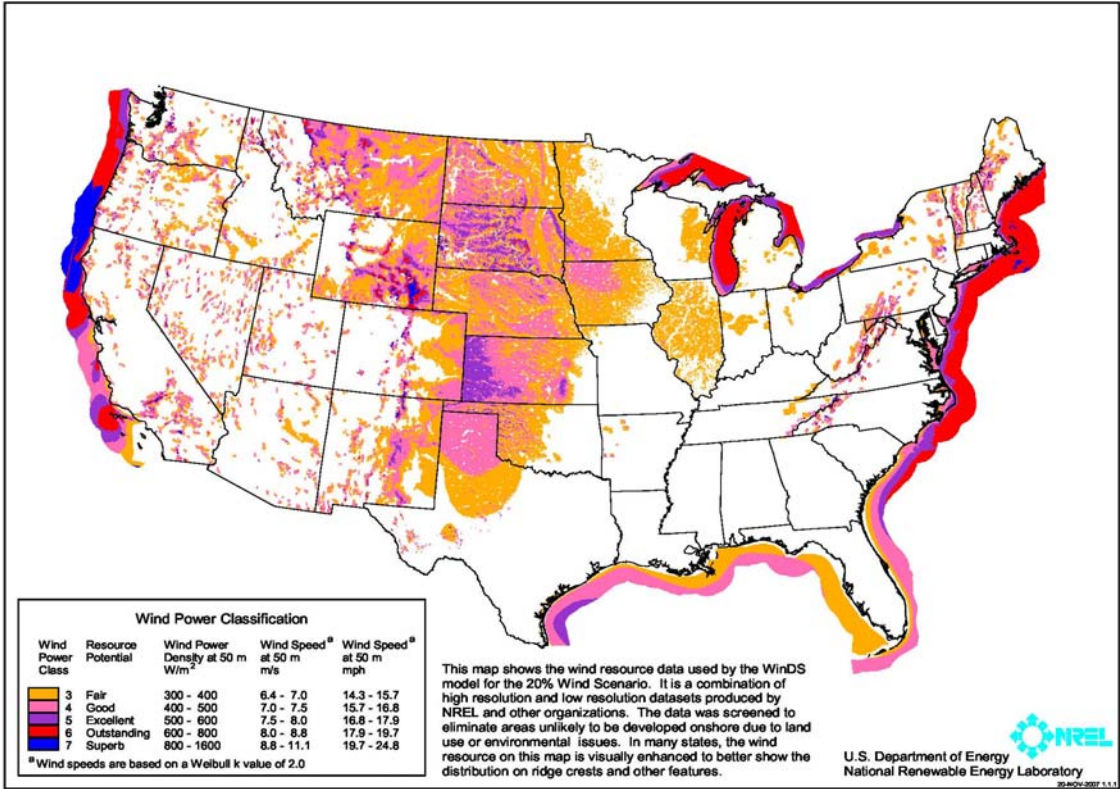 Wind Power Classification
Wind Power Class Resource Potential Wind Power Density at 50 m W/m² Wind Speed ª at 50 m m/s Wind Speed ª at 50 m mph
3 Fair 300 - 400 6.4 - 7.0 14.3 - 15.7
4 Good 400 - 500 7.0 - 7.5 15.7 - 16.8
5 Excellent 500 - 600 7.5 - 8.0 16.8 - 17.9
6 Outstanding 600 - 800 8.0 - 8.8 17.9 - 19.7
7 Superb 800 - 1600 8.8 - 11.1 19.7 - 24.8
ª Wind speeds are based on a Weibull k value of 2.0
This map shows the wind resource data used by the WinDS
model for the 20% Wind Scenario. It is a combination of
high resolution and low resolution datasets produced by
NREL and other organizations. The data was screened to
eliminate areas unlikely to be developed onshore due to land
use or environmental issues. In many states, the wind
resource on this map is visually enhanced to better show the
distribution on ridge crests and other features.
NREL
U.S. Department of Energy
National Renewable Energy Laboratory
20-NOV-2007 1.1.1